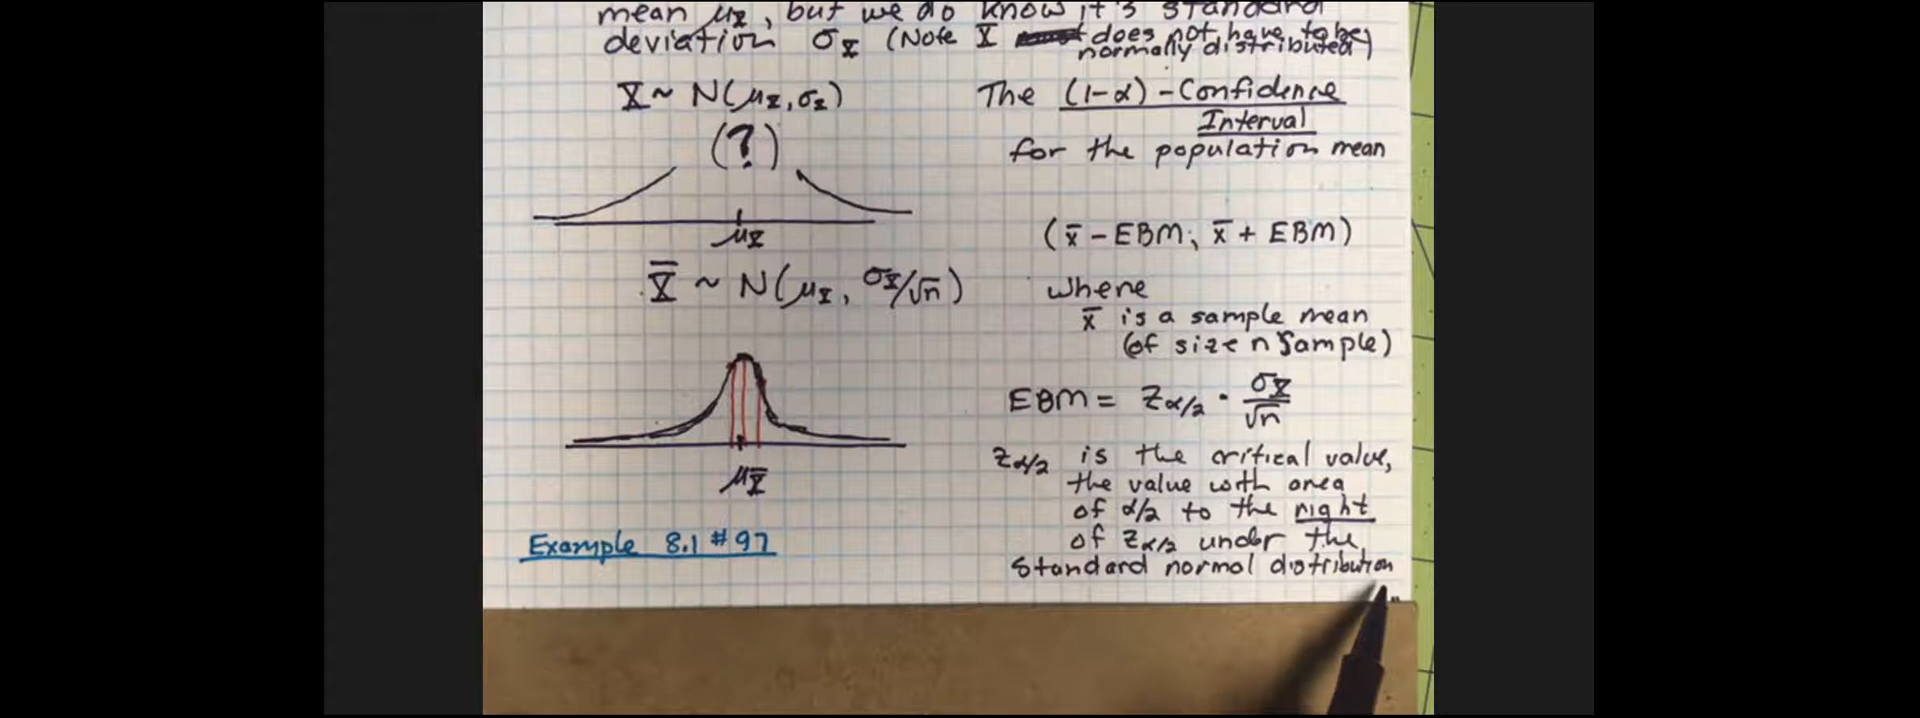 mean μX, but we do know it's standard
deviation σX (Note X does not have to be
normally distributed)
X ~ N(μX, σX)
(?)
μX
X̄ ~ N(μX, σX/√n)
μX̄
Example 8.1 #97
The (1-α) - Confidence
Interval
for the population mean
(x̄ - EBM, x̄ + EBM)
where
x̄ is a sample mean
(of size n sample)
EBM = Zα/2 · σX/√n
Zα/2 is the critical value,
the value with area
of α/2 to the right
of Zα/2 under the
standard normal distribution